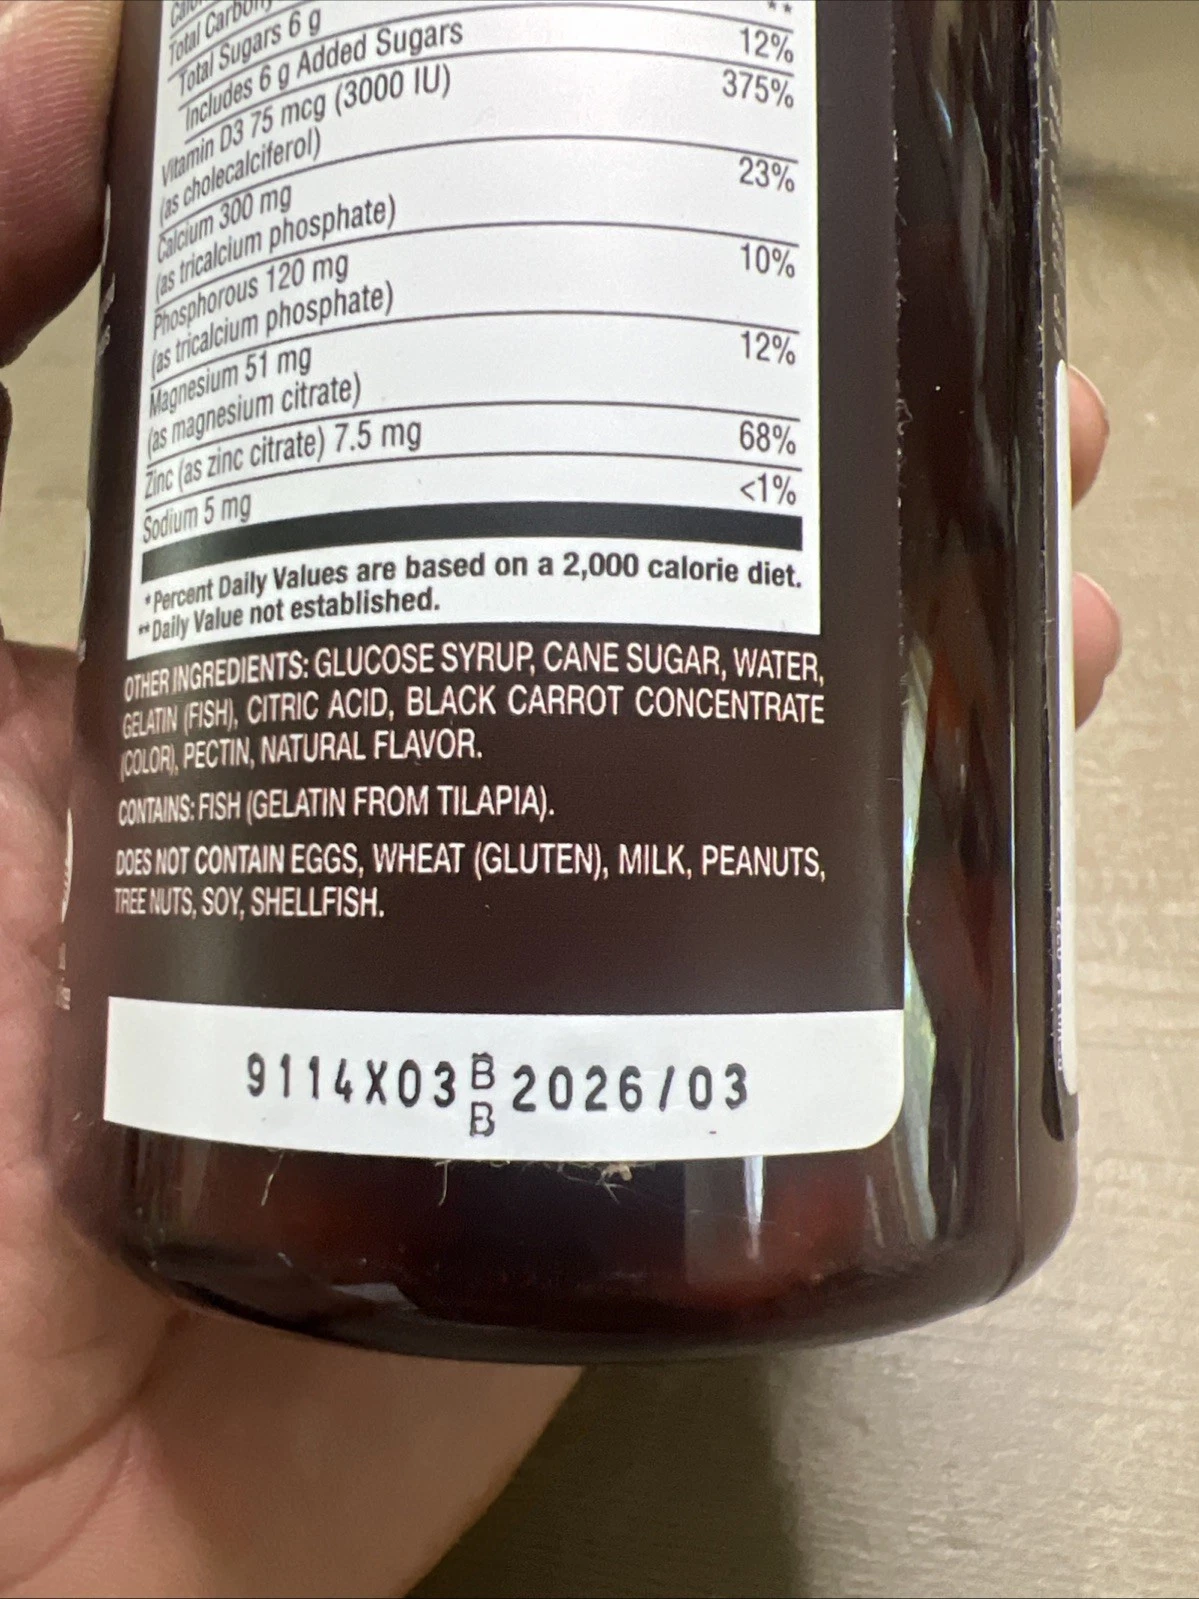 Total Carbohy
**
Total Sugars 6 g
Includes 6 g Added Sugars 12%
Vitamin D3 75 mcg (3000 IU) 375%
(as cholecalciferol)
Calcium 300 mg 23%
(as tricalcium phosphate)
Phosphorous 120 mg 10%
(as tricalcium phosphate)
Magnesium 51 mg 12%
(as magnesium citrate)
Zinc (as zinc citrate) 7.5 mg 68%
Sodium 5 mg <1%
*Percent Daily Values are based on a 2,000 calorie diet.
**Daily Value not established.
OTHER INGREDIENTS: GLUCOSE SYRUP, CANE SUGAR, WATER,
GELATIN (FISH), CITRIC ACID, BLACK CARROT CONCENTRATE
(COLOR), PECTIN, NATURAL FLAVOR.
CONTAINS: FISH (GELATIN FROM TILAPIA).
DOES NOT CONTAIN EGGS, WHEAT (GLUTEN), MILK, PEANUTS,
TREE NUTS, SOY, SHELLFISH.
9114X03 B 2026/03
B